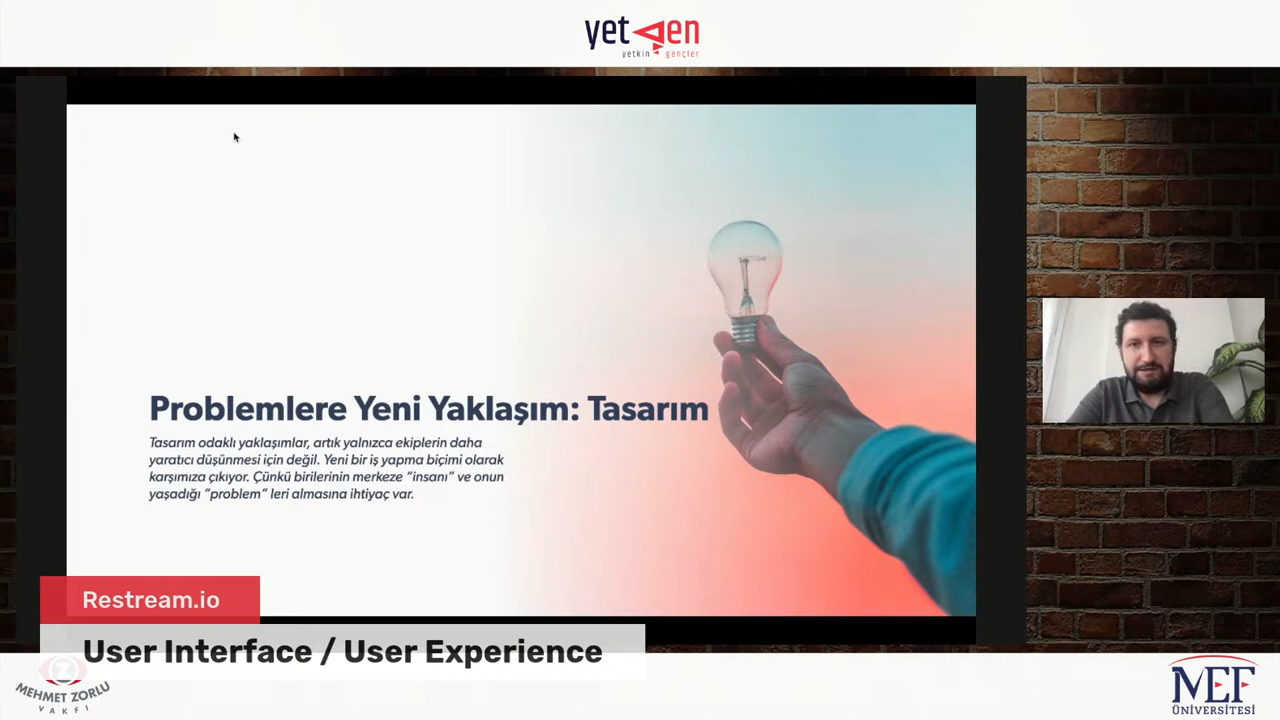 yetgen
yetkin gençler
Problemlere Yeni Yaklaşım: Tasarım
Tasarım odaklı yaklaşımlar, artık yalnızca ekiplerin daha
yaratıcı düşünmesi için değil. Yeni bir iş yapma biçimi olarak
karşımıza çıkıyor. Çünkü birilerinin merkeze “insanı” ve onun
yaşadığı “problem” leri almasına ihtiyaç var.
Restream.io
User Interface / User Experience
MEHMET ZORLU
VAKFI
MEF
ÜNİVERSİTESİ